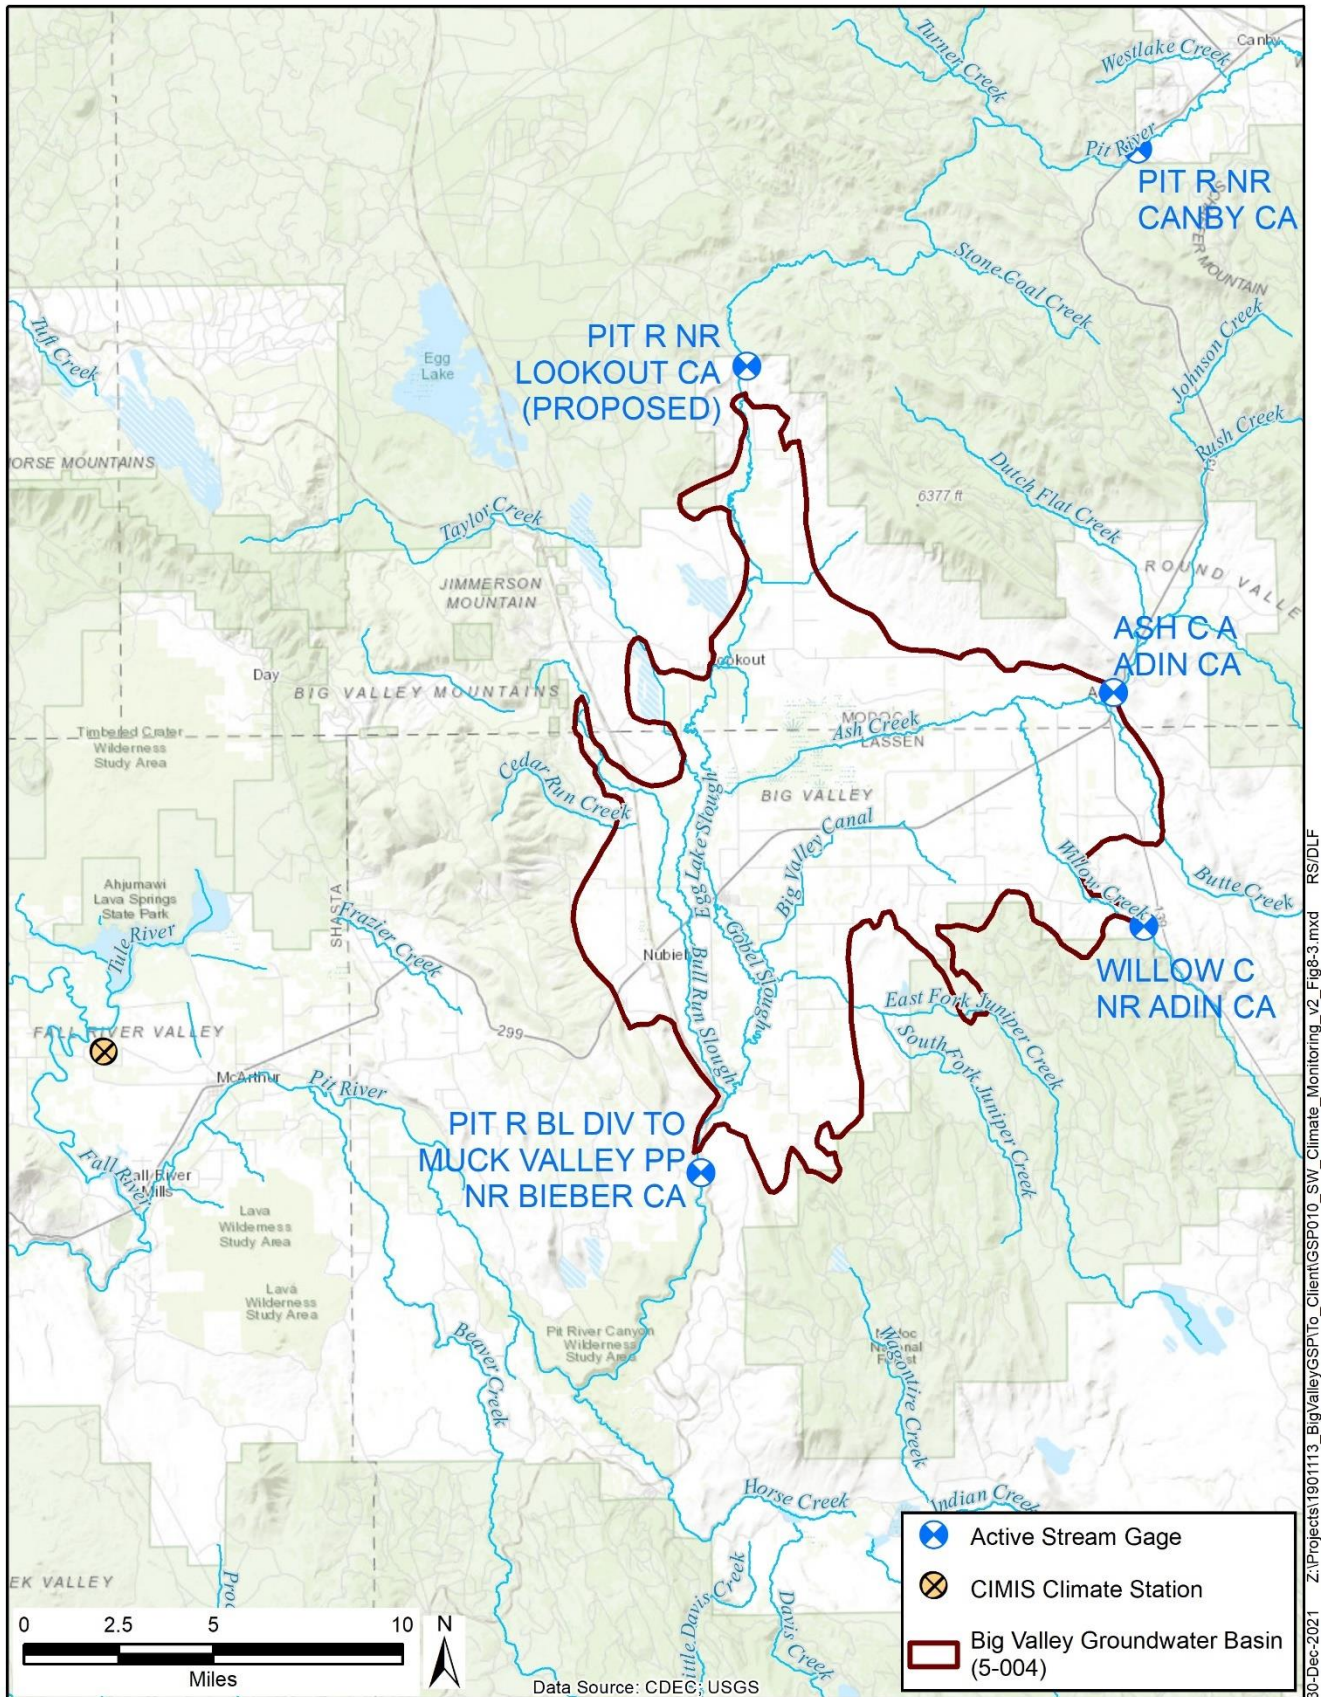 Turner Creek
Westlake Creek
Canby
Pit River
PIT R NR
CANBY CA
Stone Coal Creek
Johnson Creek
Rush Creek
Tuft Creek
Egg
Lake
PIT R NR
LOOKOUT CA
(PROPOSED)
ORSE MOUNTAINS
6377 ft
Dutch Flat Creek
Taylor Creek
JIMMERSON
MOUNTAIN
ROUND VALLE
ASH C A
ADIN CA
ookout
Day
BIG VALLEY MOUNTAINS
MODOC
LASSEN
Ash Creek
Timbered Crater
Wilderness
Study Area
Cedar Run Creek
Egg Lake Slough
BIG VALLEY
Big Valley Canal
Willow Creek
Butte Creek
139
Ahjumawi
Lava Springs
State Park
SHASTA
Tule River
Frazier Creek
Nubie
Bull Run Slough
Gobel Slough
WILLOW C
NR ADIN CA
East Fork Juniper Creek
South Fork Juniper Creek
FALL RIVER VALLEY
299
McArthur
Pit River
PIT R BL DIV TO
MUCK VALLEY PP
NR BIEBER CA
Fall River
all River
Mills
Lava
Wilderness
Study Area
Lava
Wilderness
Study Area
Pit River Canyon
Wilderness
Study Area
Beaver Creek
Wagontire Creek
Horse Creek
Indian Creek
ittle Davis Creek
Davis Creek
EK VALLEY
0 2.5 5 10
Miles
N
Data Source: CDEC; USGS
Active Stream Gage
CIMIS Climate Station
Big Valley Groundwater Basin
(5-004)
30-Dec-2021 Z:\Projects\1901113_BigValleyGSP\To_Client\GSP010_SW_Climate_Monitoring_v2_Fig8-3.mxd RS/DLF